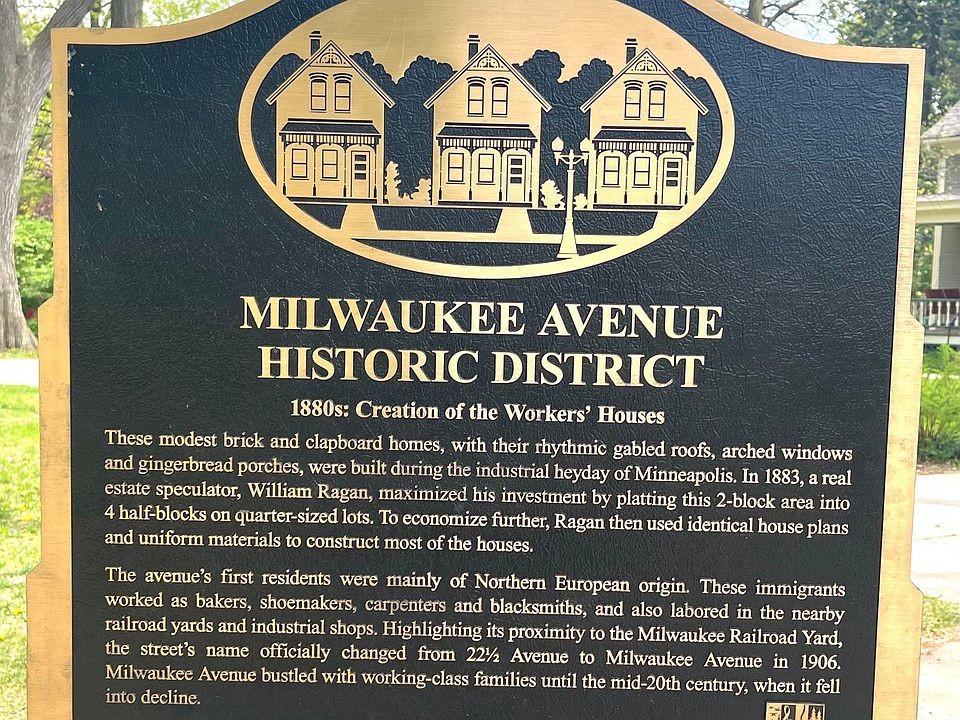 MILWAUKEE AVENUE
HISTORIC DISTRICT
1880s: Creation of the Workers' Houses
These modest brick and clapboard homes, with their rhythmic gabled roofs, arched windows
and gingerbread porches, were built during the industrial heyday of Minneapolis. In 1883, a real
estate speculator, William Ragan, maximized his investment by platting this 2-block area into
4 half-blocks on quarter-sized lots. To economize further, Ragan then used identical house plans
and uniform materials to construct most of the houses.
The avenue's first residents were mainly of Northern European origin. These immigrants
worked as bakers, shoemakers, carpenters and blacksmiths, and also labored in the nearby
railroad yards and industrial shops. Highlighting its proximity to the Milwaukee Railroad Yard,
the street's name officially changed from 22½ Avenue to Milwaukee Avenue in 1906.
Milwaukee Avenue bustled with working-class families until the mid-20th century, when it fell
into decline.